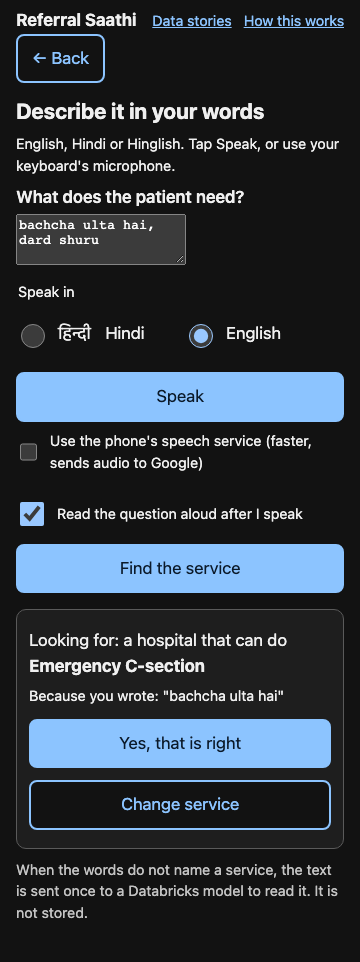 Referral Saathi Data stories How this works
← Back
Describe it in your words
English, Hindi or Hinglish. Tap Speak, or use your
keyboard's microphone.
What does the patient need?
bachcha ulta hai,
dard shuru
Speak in
हिन्दी Hindi English
Speak
Use the phone's speech service (faster,
sends audio to Google)
Read the question aloud after I speak
Find the service
Looking for: a hospital that can do
Emergency C-section
Because you wrote: "bachcha ulta hai"
Yes, that is right
Change service
When the words do not name a service, the text
is sent once to a Databricks model to read it. It is
not stored.